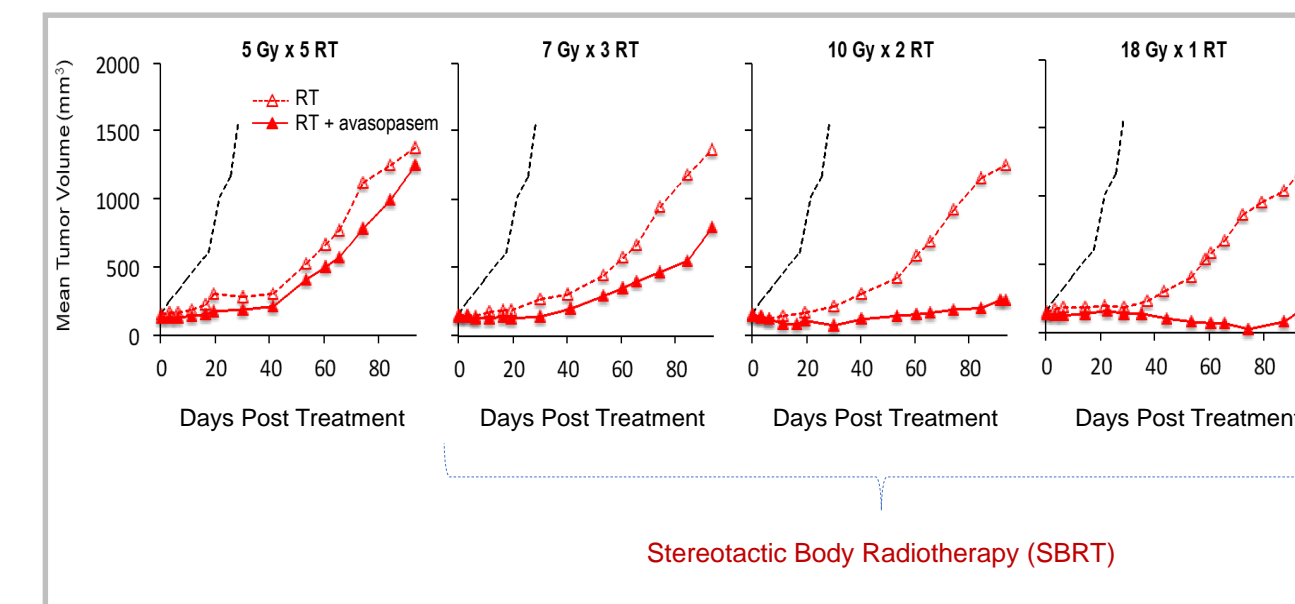 5 Gy x 5 RT
7 Gy x 3 RT
10 Gy x 2 RT
18 Gy x 1 RT
Mean Tumor Volume (mm³)
2000
1500
1000
500
0
RT
RT + avasopasem
0 20 40 60 80
0 20 40 60 80
0 20 40 60 80
0 20 40 60 80
Days Post Treatment
Days Post Treatment
Days Post Treatment
Days Post Treatment
Stereotactic Body Radiotherapy (SBRT)